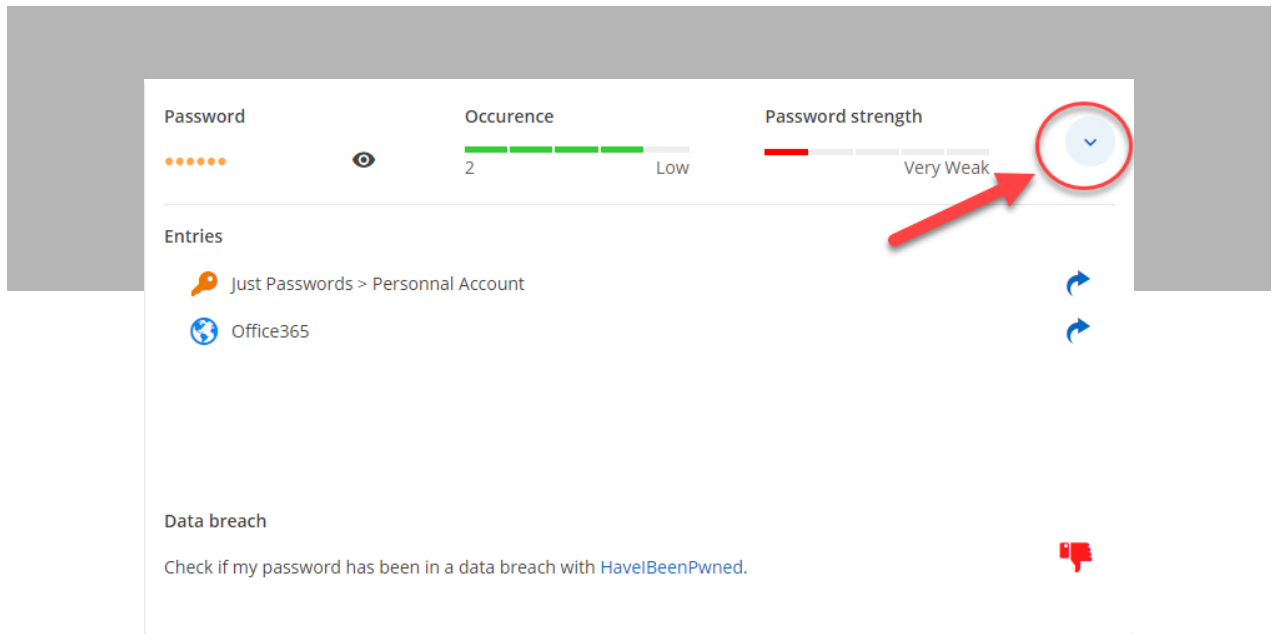 Password Occurence Password strength
••••••
2 Low Very Weak
Entries
Just Passwords > Personnal Account
Office365
Data breach
Check if my password has been in a data breach with HaveIBeenPwned.